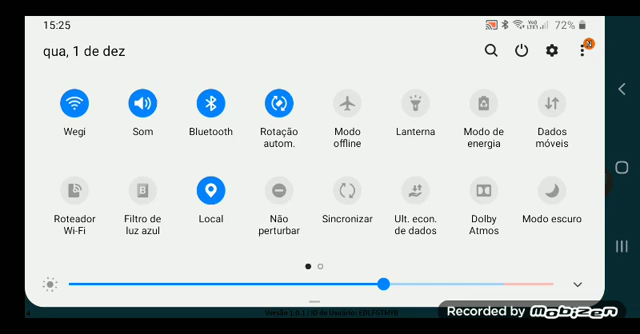 15:25
Vo)
LTE1
72%
qua, 1 de dez
Wegi
Som
Bluetooth
Rotação
autom.
Modo
offline
Lanterna
Modo de
energia
Dados
móveis
Roteador
Wi-Fi
Filtro de
luz azul
Local
Não
perturbar
Sincronizar
Ult. econ.
de dados
Dolby
Atmos
Modo escuro
Recorded by mobizen